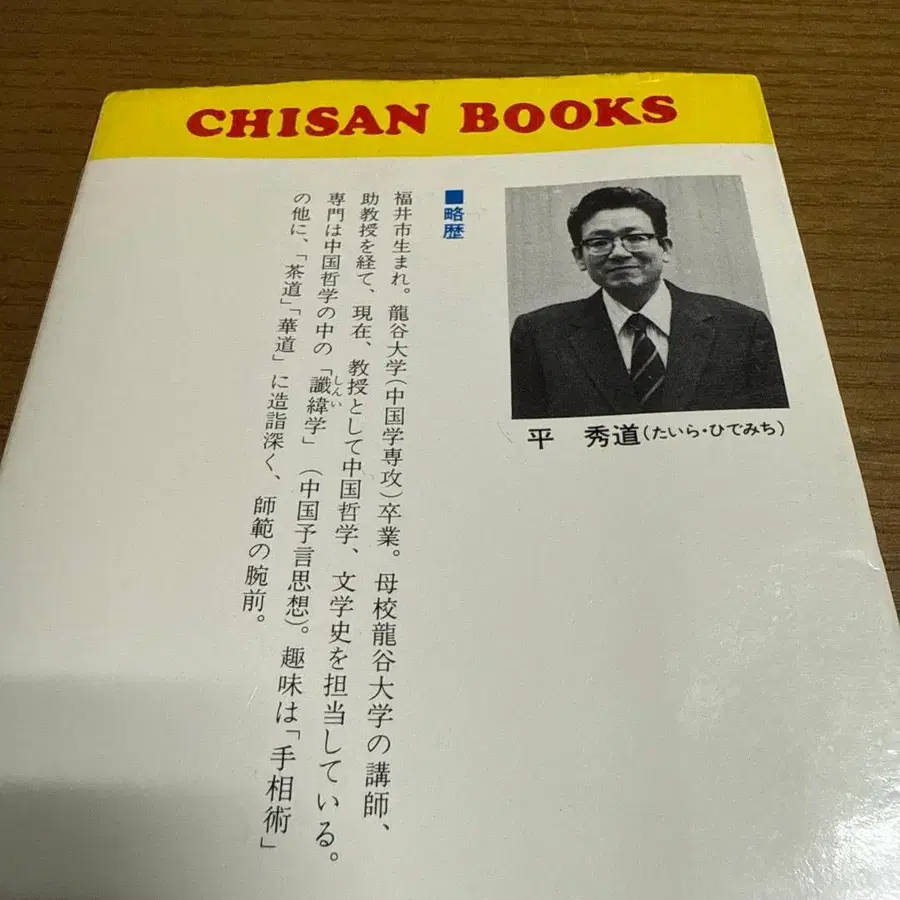 CHISAN BOOKS
平 秀道(たいら・ひでみち)
■略歴
福井市生まれ。龍谷大学(中国学専攻)卒業。母校龍谷大学の講師、
助教授を経て、現在、教授として中国哲学、文学史を担当している。
専門は中国哲学の中の「讖緯学」(中国予言思想)。趣味は「手相術」
しんい
の他に、「茶道」「華道」に造詣深く、師範の腕前。